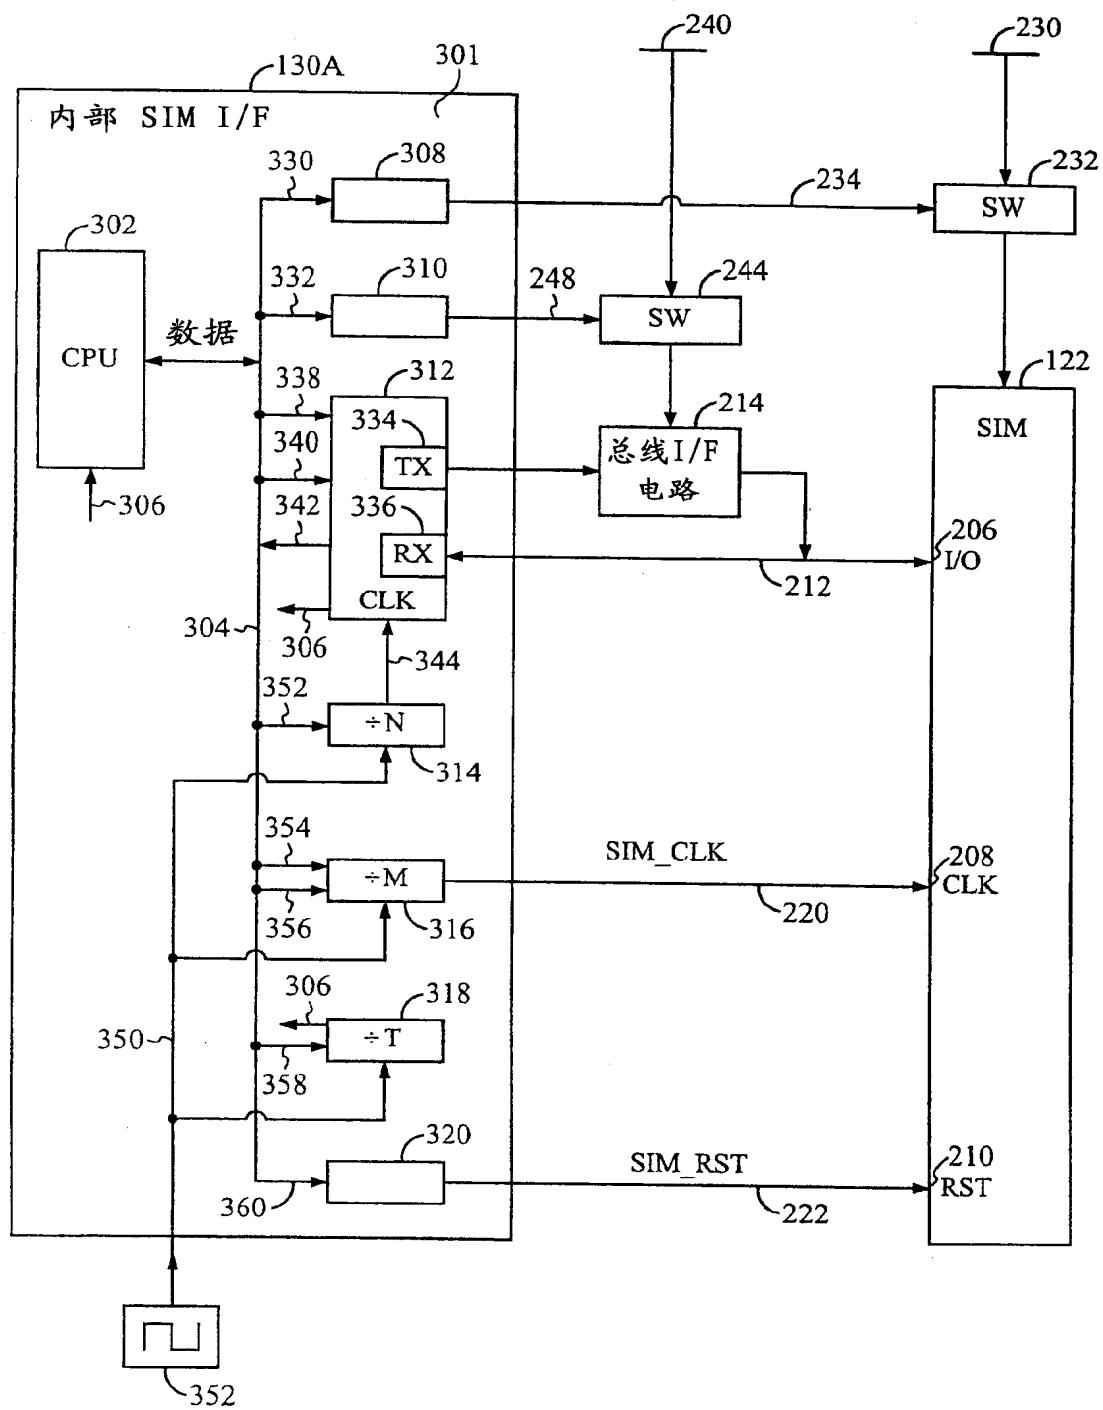 240
230
130A
301
内部 SIM I/F
330
308
234
232
SW
302
332
310
248
244
SW
数据
CPU
338
312
122
334
214
SIM
340
TX
总线I/F
电路
306
342
336
206
RX
I/O
212
CLK
304
306
344
352
÷N
314
354
SIM_CLK
208
÷M
CLK
356
316
220
306
318
350
÷T
358
320
SIM_RST
210
RST
360
222
352